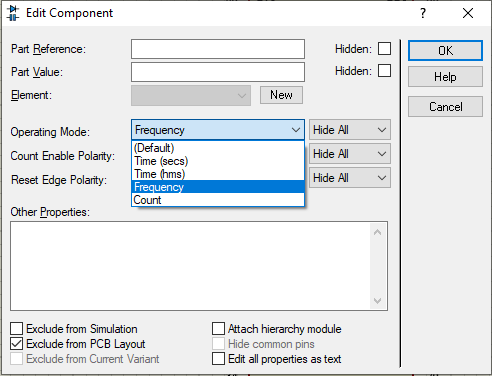 Edit Component
?
Part Reference:
Hidden:
OK
Part Value:
Hidden:
Help
Element:
New
Cancel
Operating Mode:
Frequency
Hide All
(Default)
Count Enable Polarity:
Time (secs)
Hide All
Time (hms)
Reset Edge Polarity:
Frequency
Hide All
Count
Other Properties:
Exclude from Simulation
Attach hierarchy module
Exclude from PCB Layout
Hide common pins
Exclude from Current Variant
Edit all properties as text